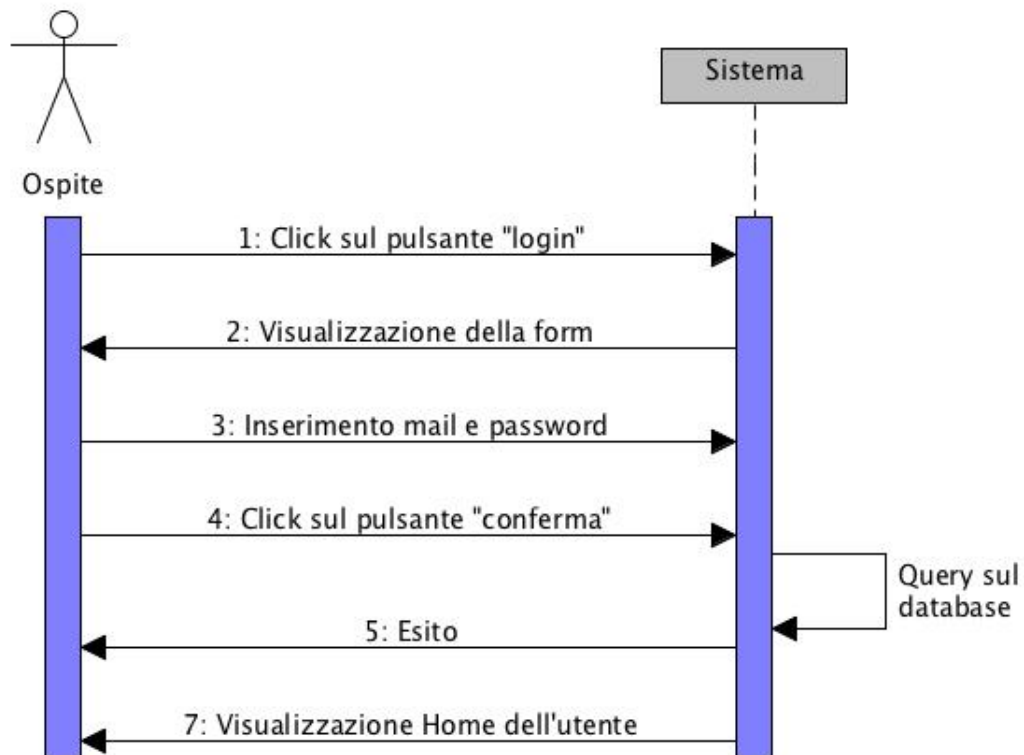 Sistema
Ospite
1: Click sul pulsante "login"
2: Visualizzazione della form
3: Inserimento mail e password
4: Click sul pulsante "conferma"
Query sul
database
5: Esito
7: Visualizzazione Home dell'utente